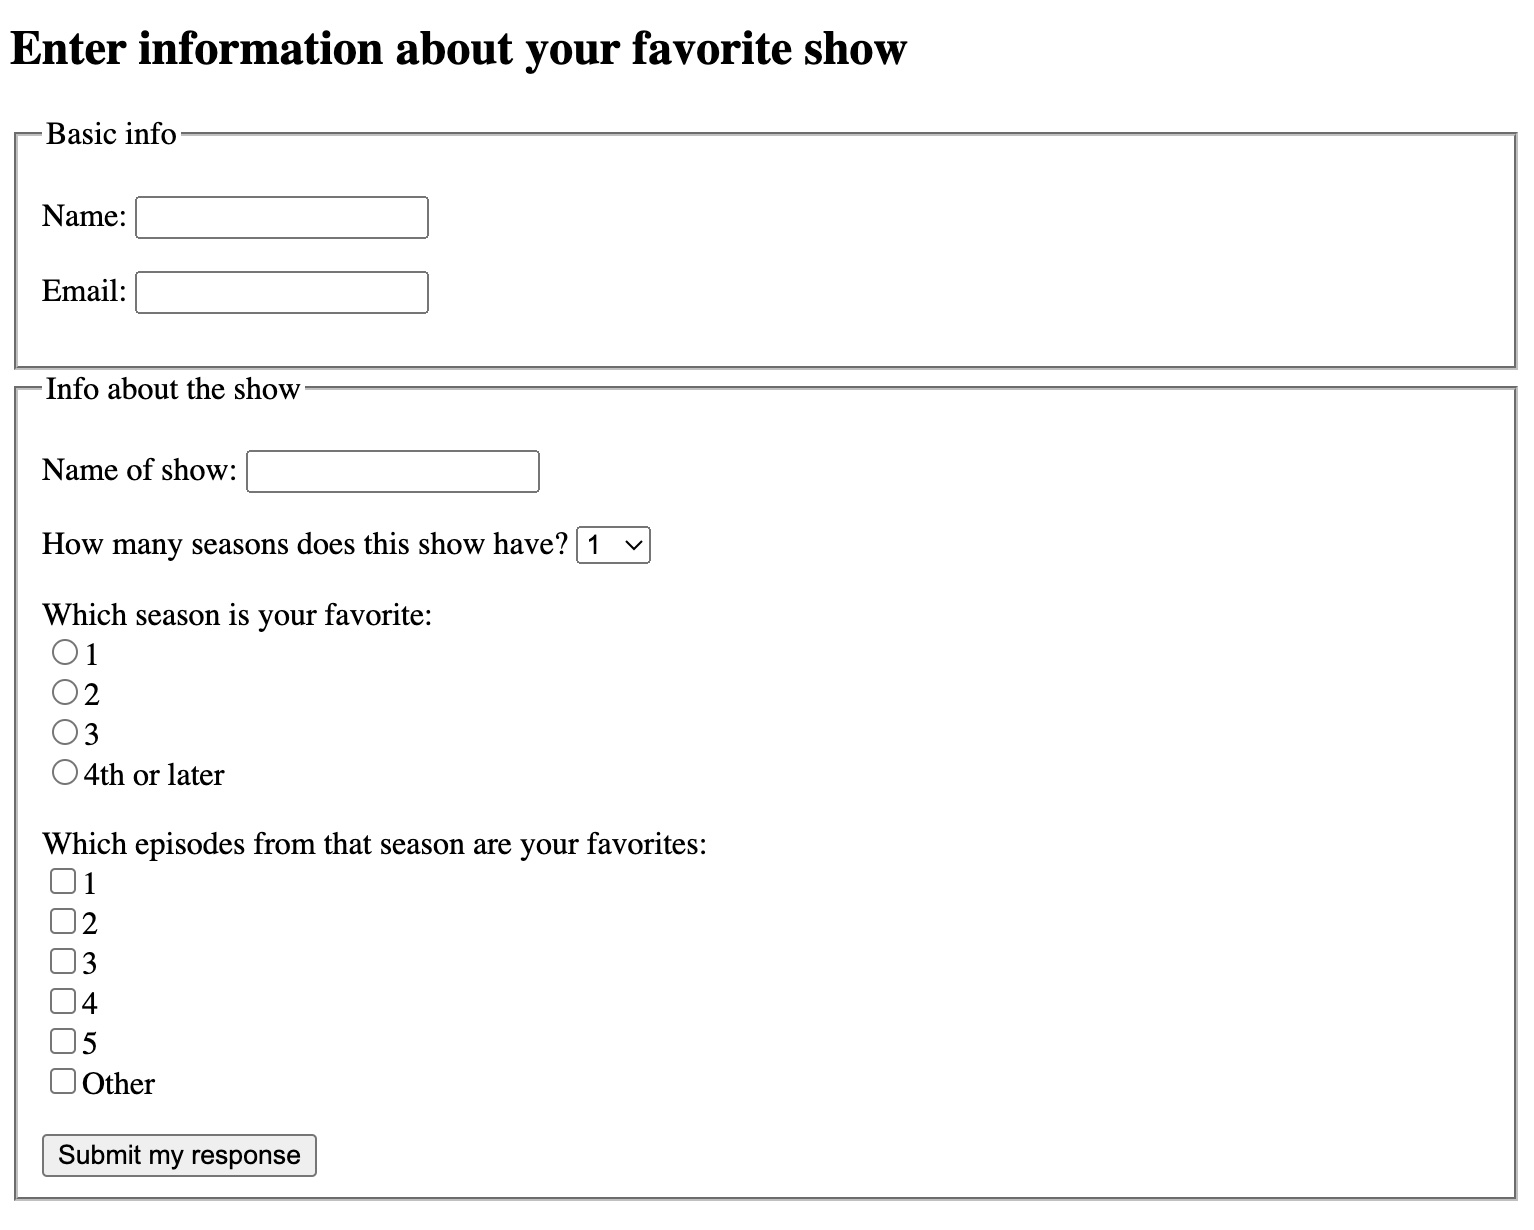 Enter information about your favorite show
Basic info
Name:
Email:
Info about the show
Name of show:
How many seasons does this show have? 1
Which season is your favorite:
1
2
3
4th or later
Which episodes from that season are your favorites:
1
2
3
4
5
Other
Submit my response